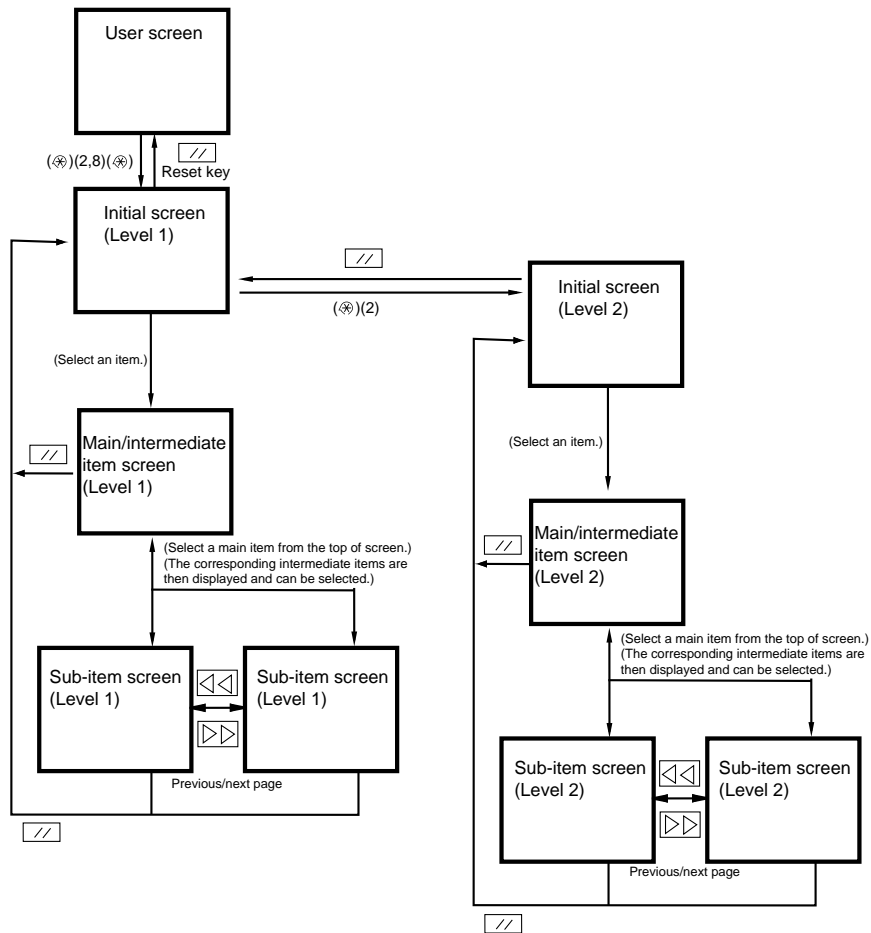 User screen
(✳)(2,8)(✳)
//
Reset key
Initial screen
(Level 1)
//
(✳)(2)
Initial screen
(Level 2)
(Select an item.)
Main/intermediate
item screen
(Level 1)
//
(Select an item.)
(Select a main item from the top of screen.)
(The corresponding intermediate items are
then displayed and can be selected.)
Main/intermediate
item screen
(Level 2)
//
(Select a main item from the top of screen.)
(The corresponding intermediate items are
then displayed and can be selected.)
Sub-item screen
(Level 1)
Sub-item screen
(Level 1)
Previous/next page
//
Sub-item screen
(Level 2)
Sub-item screen
(Level 2)
Previous/next page
//